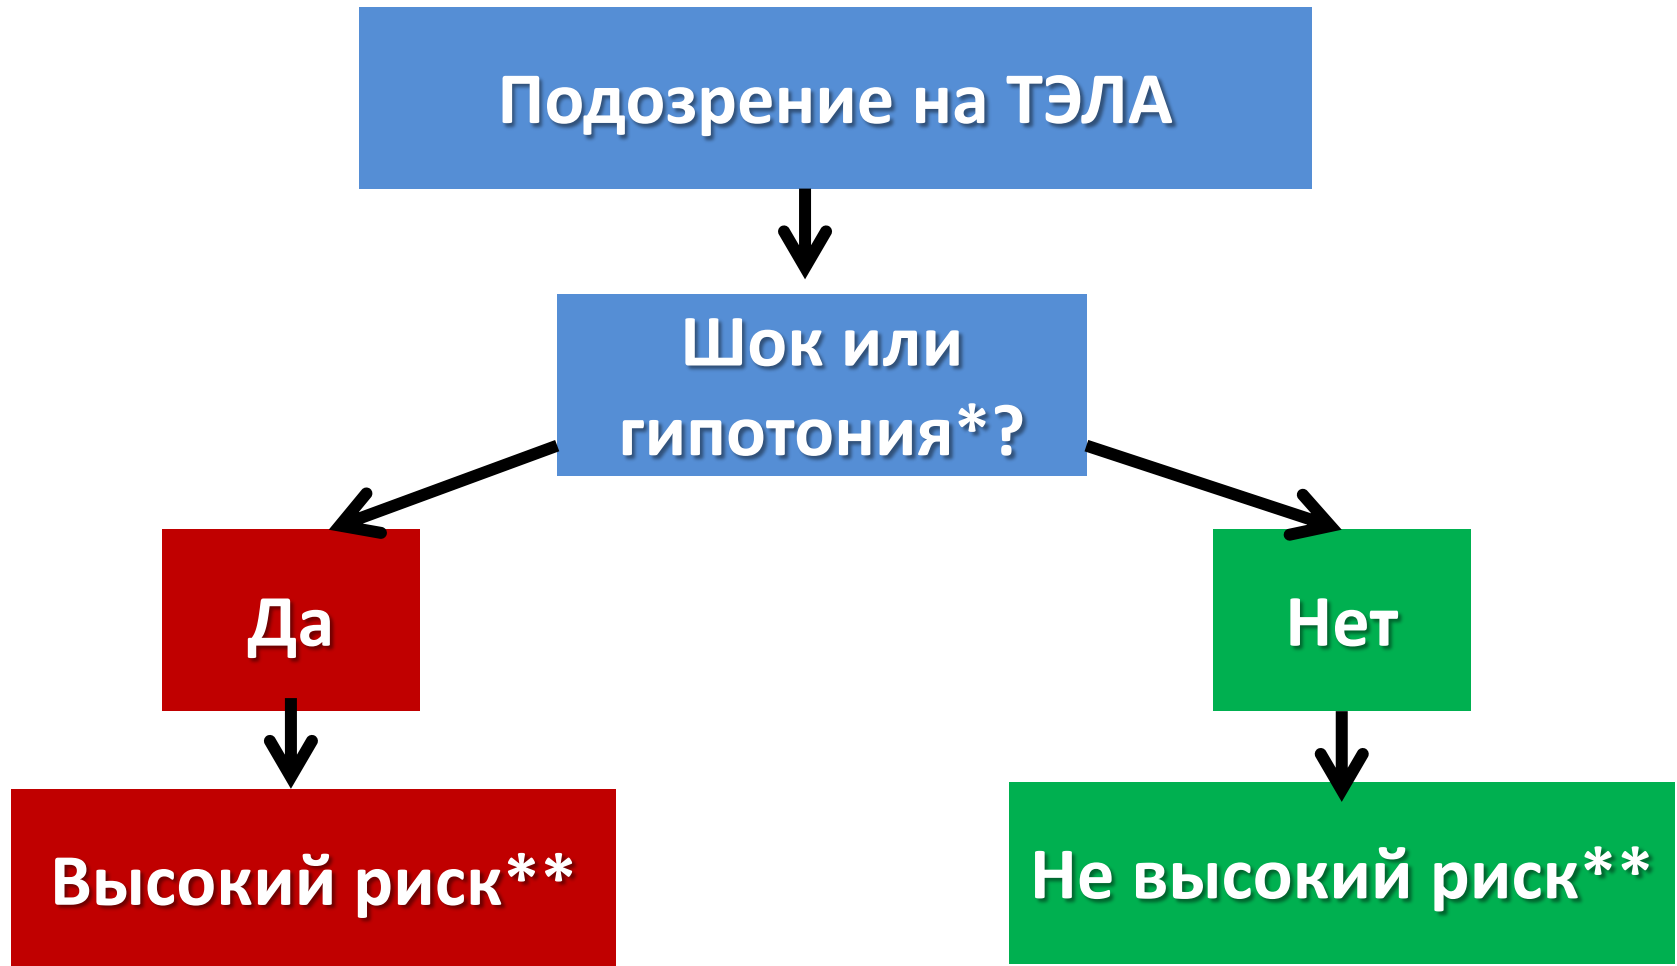 Подозрение на ТЭЛА
Шок или
гипотония*?
Да
Нет
Высокий риск**
Не высокий риск**